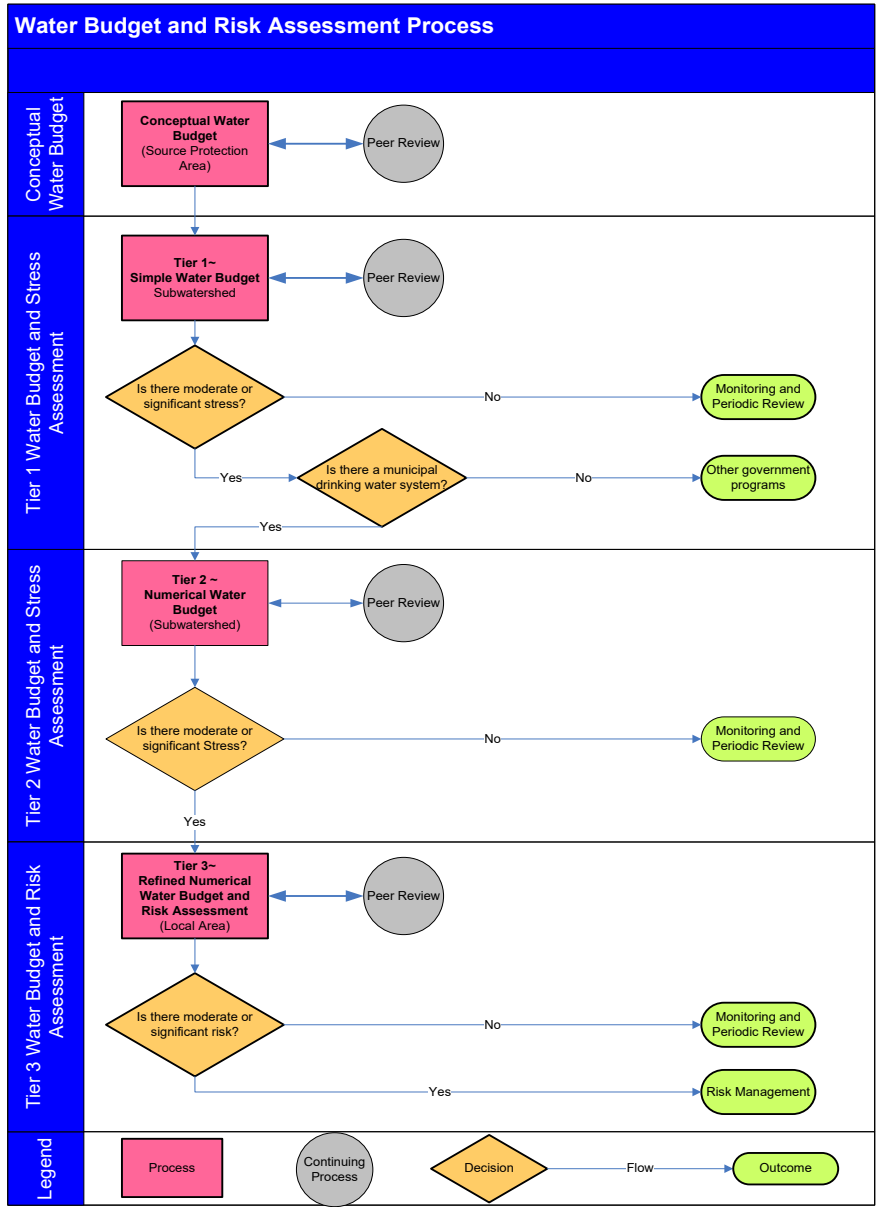 Water Budget and Risk Assessment Process
Conceptual
Water Budget
Conceptual Water
Budget
(Source Protection
Area)
Peer Review
Tier 1 Water Budget and Stress
Assessment
Tier 1~
Simple Water Budget
Subwatershed
Peer Review
Is there moderate or
significant stress?
No
Monitoring and
Periodic Review
Yes
Is there a municipal
drinking water system?
No
Other government
programs
Yes
Tier 2 Water Budget and Stress
Assessment
Tier 2 ~
Numerical Water
Budget
(Subwatershed)
Peer Review
Is there moderate or
significant Stress?
No
Monitoring and
Periodic Review
Yes
Tier 3 Water Budget and Risk
Assessment
Tier 3~
Refined Numerical
Water Budget and
Risk Assessment
(Local Area)
Peer Review
Is there moderate or
significant risk?
No
Monitoring and
Periodic Review
Yes
Risk Management
Legend
Process
Continuing
Process
Decision
Flow
Outcome